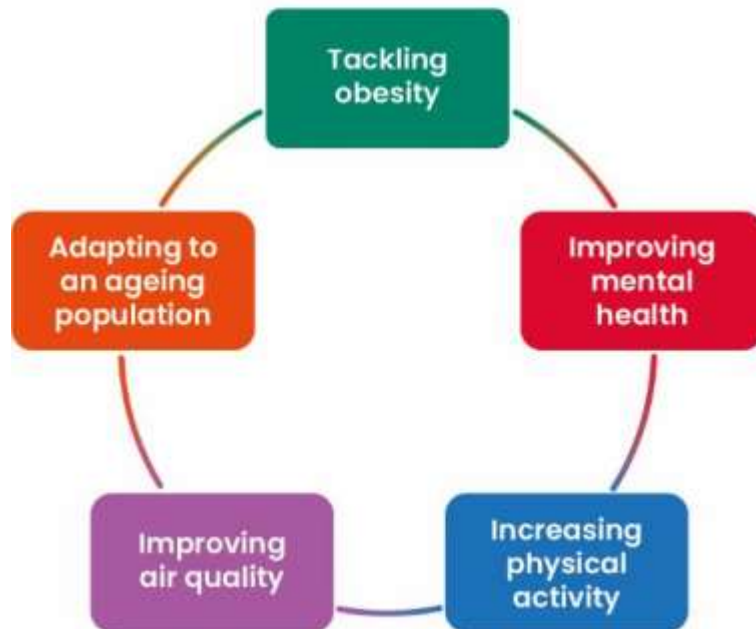 Tackling
obesity
Improving
mental
health
Increasing
physical
activity
Improving
air quality
Adapting to
an ageing
population